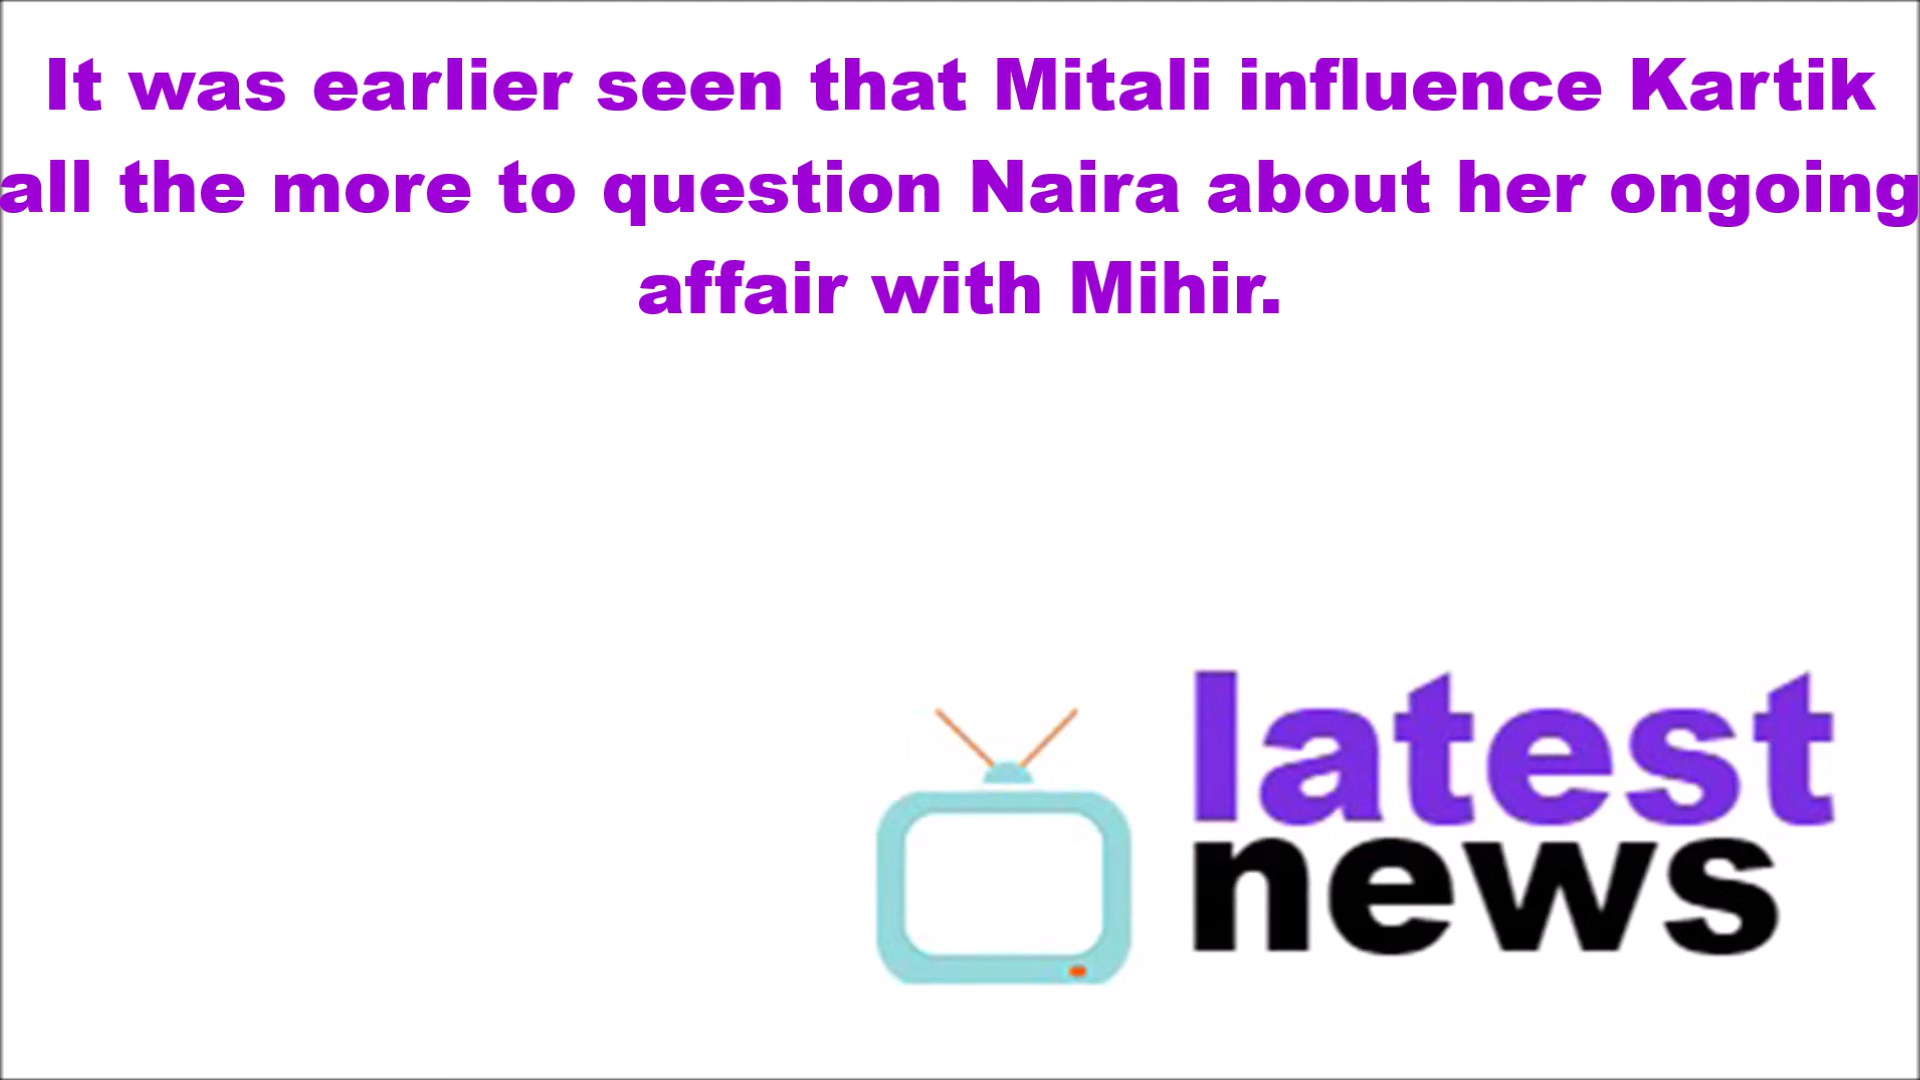 It was earlier seen that Mitali influence Kartik
all the more to question Naira about her ongoing
affair with Mihir.
latest
news